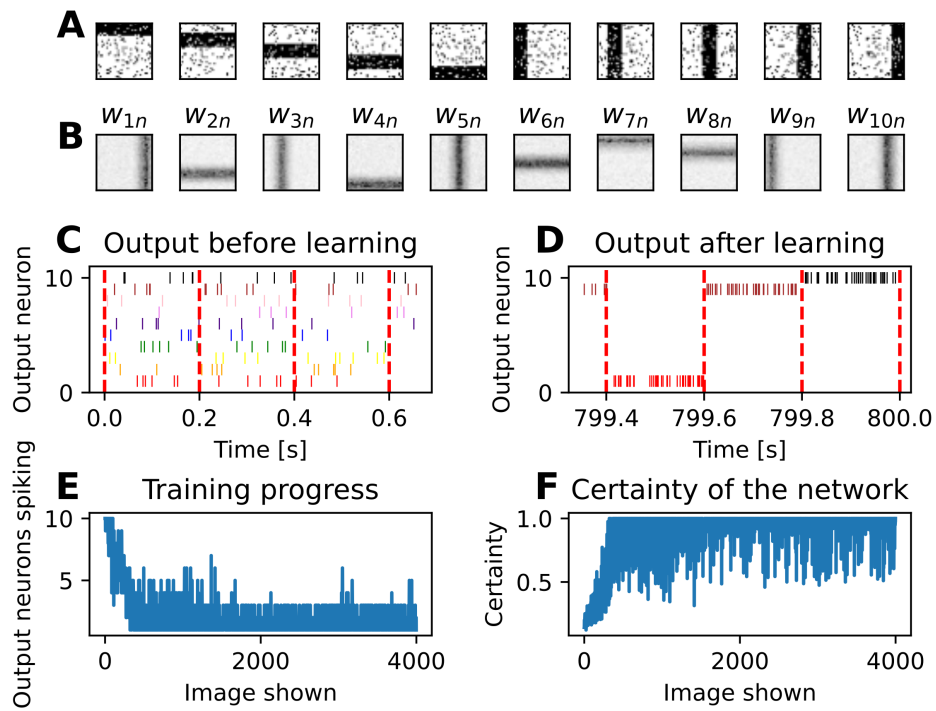 A
B
w1n w2n w3n w4n w5n w6n w7n w8n w9n w10n
C Output before learning
Output neuron
10
0
0.0 0.2 0.4 0.6
Time [s]
D Output after learning
Output neuron
10
0
799.4 799.6 799.8 800.0
Time [s]
E Training progress
Output neurons spiking
10
5
0 2000 4000
Image shown
F Certainty of the network
Certainty
1.0
0.5
0 2000 4000
Image shown